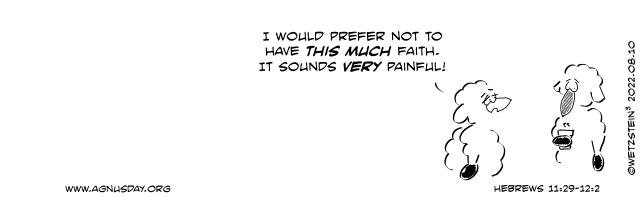 I WOULD PREFER NOT TO
HAVE THIS MUCH FAITH.
IT SOUNDS VERY PAINFUL!
©WETZSTEIN³ 2022.08.10
WWW.AGNUSDAY.ORG
HEBREWS 11:29-12:2